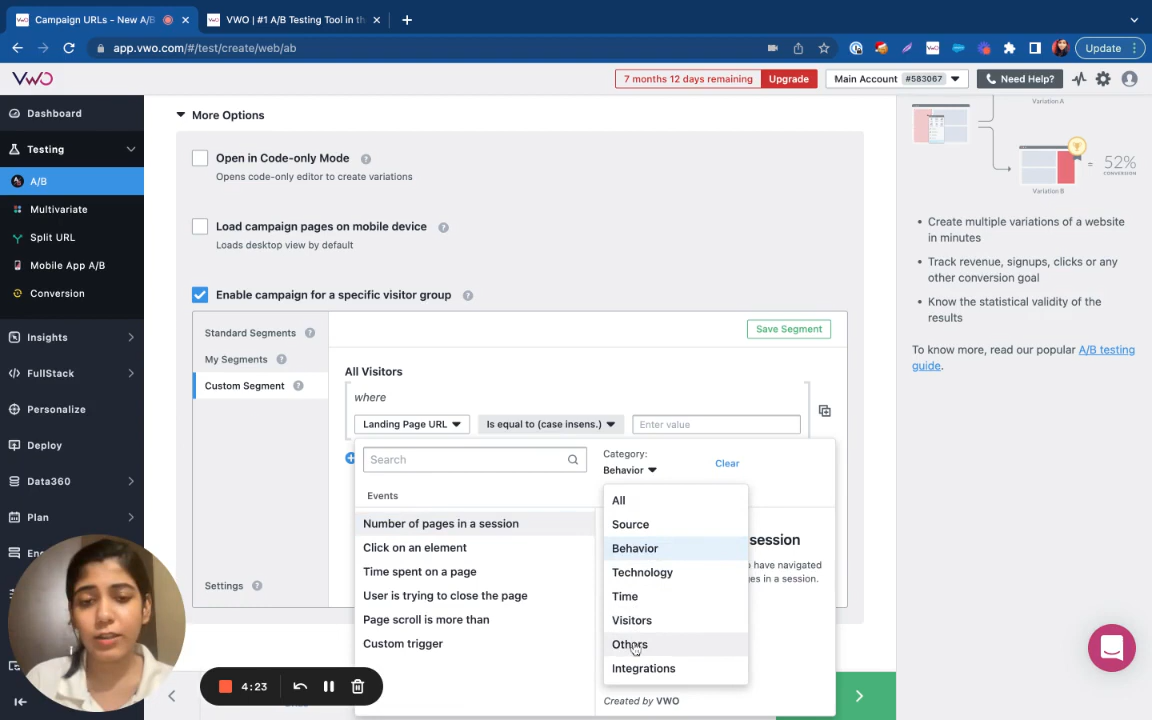 Campaign URLs - New A/B
VWO | #1 A/B Testing Tool in th
app.vwo.com/#/test/create/web/ab
Update
VWO
7 months 12 days remaining
Upgrade
Main Account #583067
Need Help?
Dashboard
Testing
A/B
Multivariate
Split URL
Mobile App A/B
Conversion
Insights
FullStack
Personalize
Deploy
Data360
Plan
More Options
Open in Code-only Mode
Opens code-only editor to create variations
Load campaign pages on mobile device
Loads desktop view by default
Enable campaign for a specific visitor group
Standard Segments
My Segments
Custom Segment
Settings
Save Segment
All Visitors
where
Landing Page URL
Is equal to (case insens.)
Enter value
Search
Category:
Behavior
Clear
Events
Number of pages in a session
Click on an element
Time spent on a page
User is trying to close the page
Page scroll is more than
Custom trigger
All
Source
Behavior
Technology
Time
Visitors
Others
Integrations
session
have navigated
es in a session.
Created by VWO
4:23
Variation A
52%
CONVERSION
Variation B
Create multiple variations of a website
in minutes
Track revenue, signups, clicks or any
other conversion goal
Know the statistical validity of the
results
To know more, read our popular A/B testing
guide.